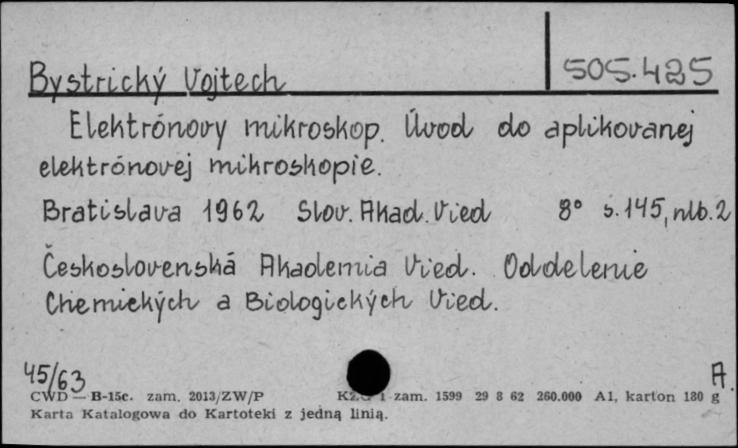 Bystrický Vojtech 505.425
Elektrónovy mikroskop. Úvod do aplikovanej
elektrónovej mikroskopie.
Bratislava 1962 Slov. Akad. Vied 8° s. 145, nlb. 2
Československá Akademia Vied. Oddelenie
Chemických a Biologických Vied.
45/63 A.
CWD — B-15c. zam. 2013/ZW/P zam. 1599 29 8 62 260.000 A1, karton 180 g
Karta Katalogowa do Kartoteki z jedną linią.